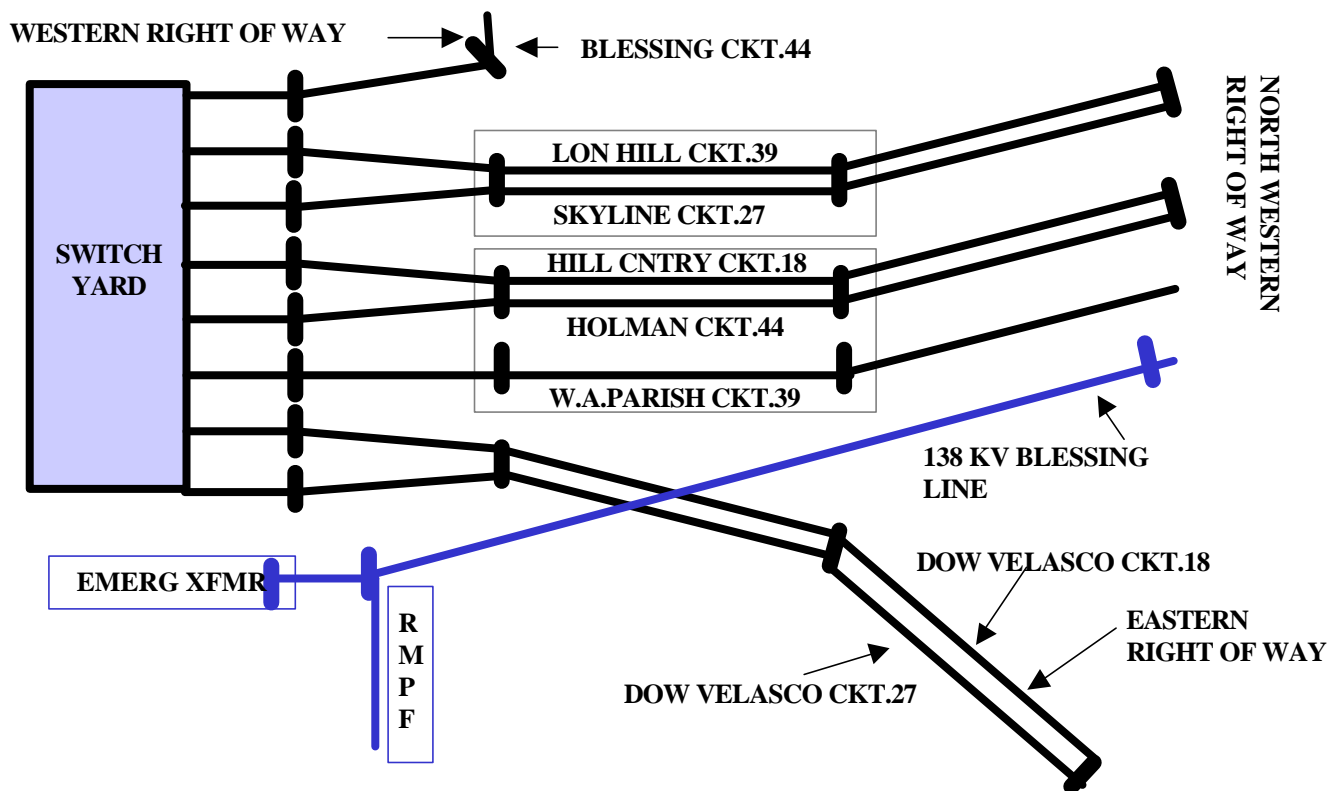 WESTERN RIGHT OF WAY
BLESSING CKT.44
NORTH WESTERN
RIGHT OF WAY
LON HILL CKT.39
SKYLINE CKT.27
SWITCH
YARD
HILL CNTRY CKT.18
HOLMAN CKT.44
W.A.PARISH CKT.39
138 KV BLESSING
LINE
EMERG XFMR
R
M
P
F
DOW VELASCO CKT.18
EASTERN
RIGHT OF WAY
DOW VELASCO CKT.27